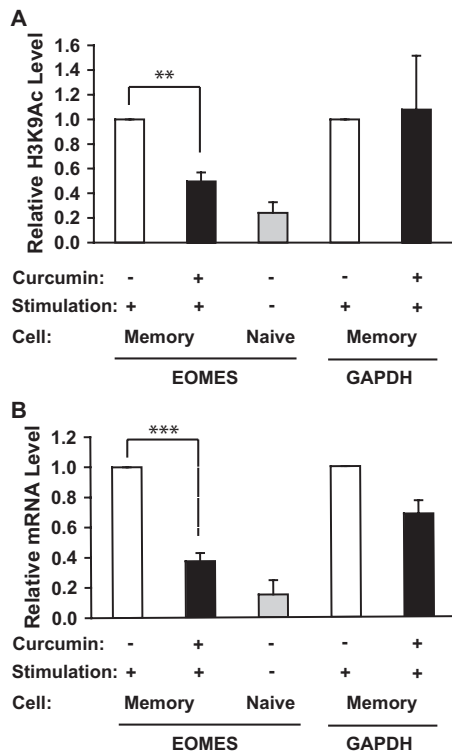 A
Relative H3K9Ac Level
1.6
1.4
1.2
1.0
0.8
0.6
0.4
0.2
0.0
**
Curcumin: - + - - +
Stimulation: + + - + +
Cell: Memory Naive Memory
EOMES GAPDH
B
Relative mRNA Level
1.2
1.0
0.8
0.6
0.4
0.2
0.0
***
Curcumin: - + - - +
Stimulation: + + - + +
Cell: Memory Naive Memory
EOMES GAPDH